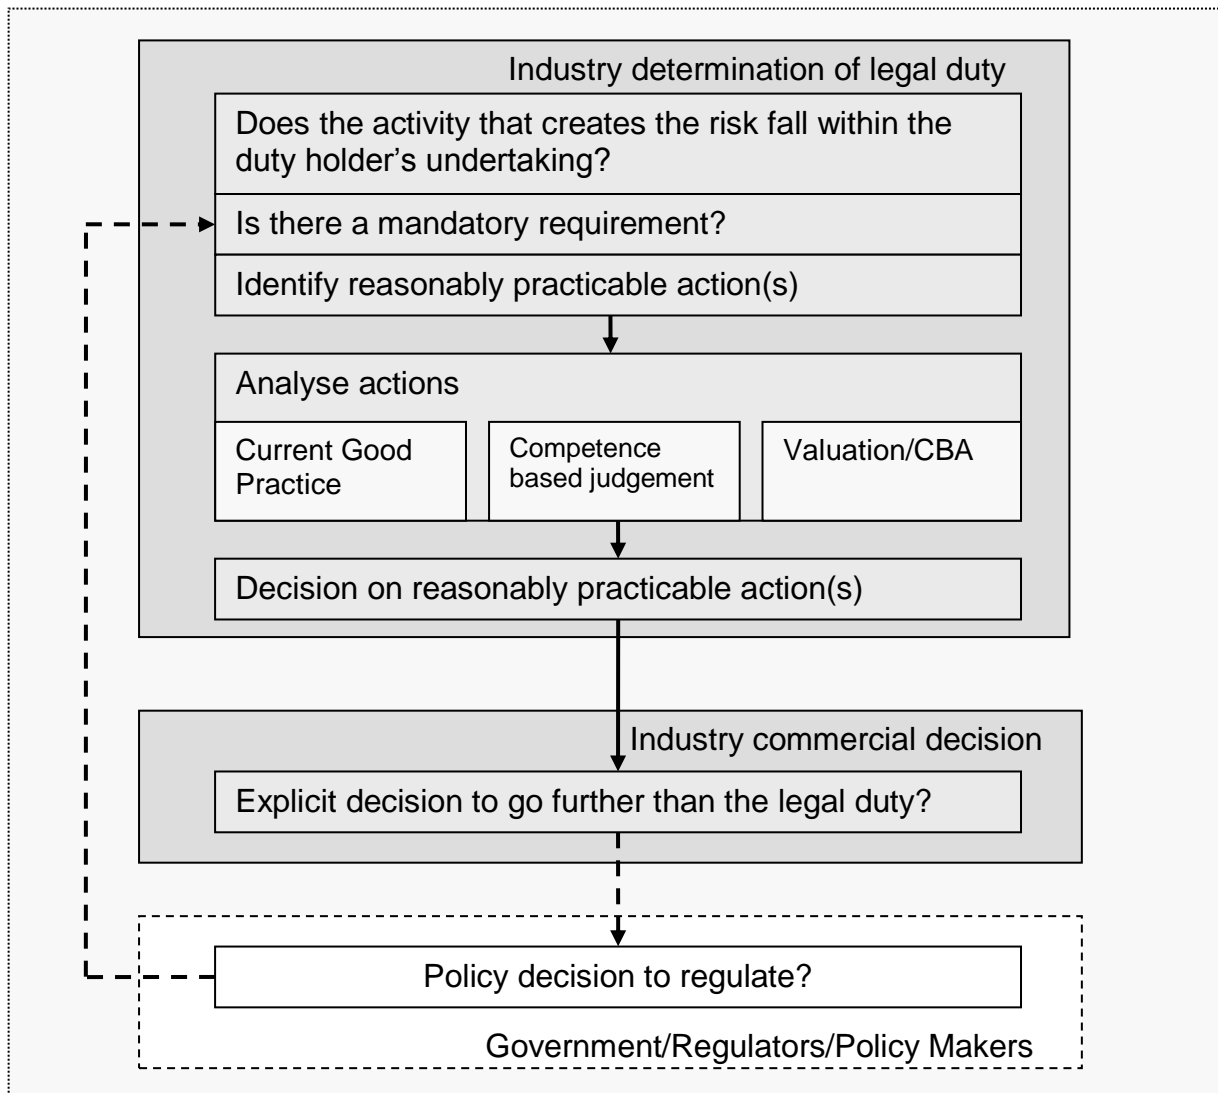 Industry determination of legal duty
Does the activity that creates the risk fall within the
duty holder’s undertaking?
Is there a mandatory requirement?
Identify reasonably practicable action(s)
Analyse actions
Current Good
Practice
Competence
based judgement
Valuation/CBA
Decision on reasonably practicable action(s)
Industry commercial decision
Explicit decision to go further than the legal duty?
Policy decision to regulate?
Government/Regulators/Policy Makers